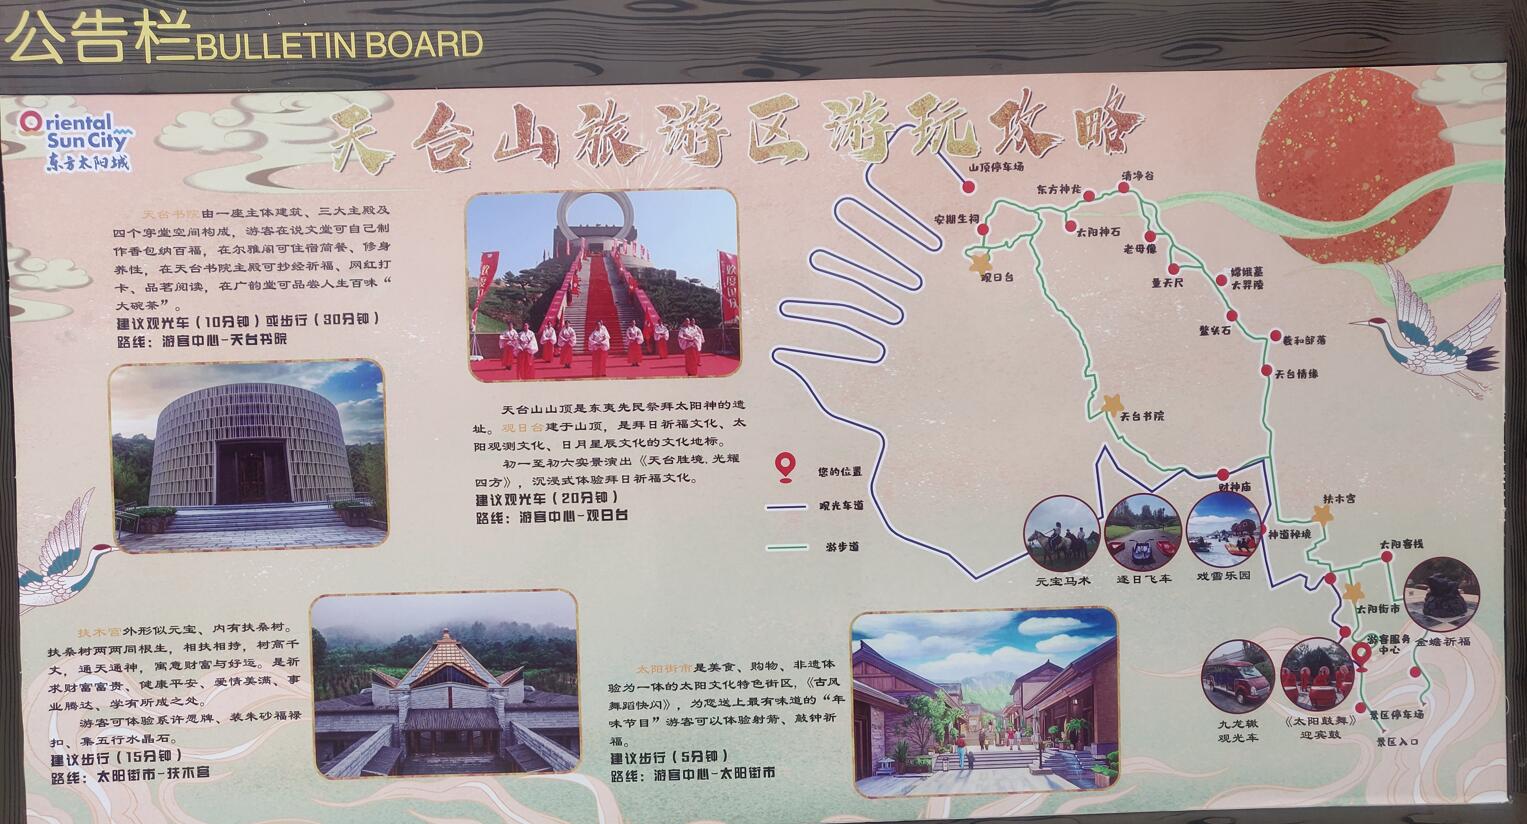 公告栏BULLETIN BOARD
Oriental
Sun City
东方太阳城
天台山旅游区游玩攻略
天台书院由一座主体建筑、三大主殿及
四个穿堂空间构成，游客在说文堂可自己制
作香包纳百福，在尔雅阁可住宿简餐、修身
养性，在天台书院主殿可抄经祈福、网红打
卡、品茗阅读，在广韵堂可品尝人生百味“
大碗茶”。
建议观光车（10分钟）或步行（30分钟）
路线：游客中心-天台书院
天台山山顶是东夷先民祭拜太阳神的遗
址。观日台建于山顶，是拜日祈福文化、太
阳观测文化、日月星辰文化的文化地标。
初一至初六实景演出《天台胜境.光耀
四方》，沉浸式体验拜日祈福文化。
建议观光车（20分钟）
路线：游客中心-观日台
扶木宫外形似元宝、内有扶桑树。
扶桑树两两同根生，相扶相持，树高千
丈，通天通神，寓意财富与好运。是祈
求财富富贵、健康平安、爱情美满、事
业腾达、学有所成之处。
游客可体验系许愿牌、装朱砂福禄
扣、集五行水晶石。
建议步行（15分钟）
路线：太阳街市-扶木宫
太阳街市是美食、购物、非遗体
验为一体的太阳文化特色街区，《古风
舞蹈快闪》，为您送上最有味道的“年
味节目”游客可以体验射箭、敲钟祈
福。
建议步行（5分钟）
路线：游客中心-太阳街市
您的位置
观光车道
游步道
山顶停车场
清净谷
东方神龙
安期生祠
太阳神石
老母像
观日台
量天尺
嫦娥墓
大羿陵
鳌头石
羲和部落
天台情缘
天台书院
财神庙
扶木宫
神道秘境
太阳客栈
元宝马术
逐日飞车
戏雪乐园
太阳街市
游客服务
中心
金蟾祈福
九龙辙
观光车
《太阳鼓舞》
迎宾鼓
景区停车场
景区入口